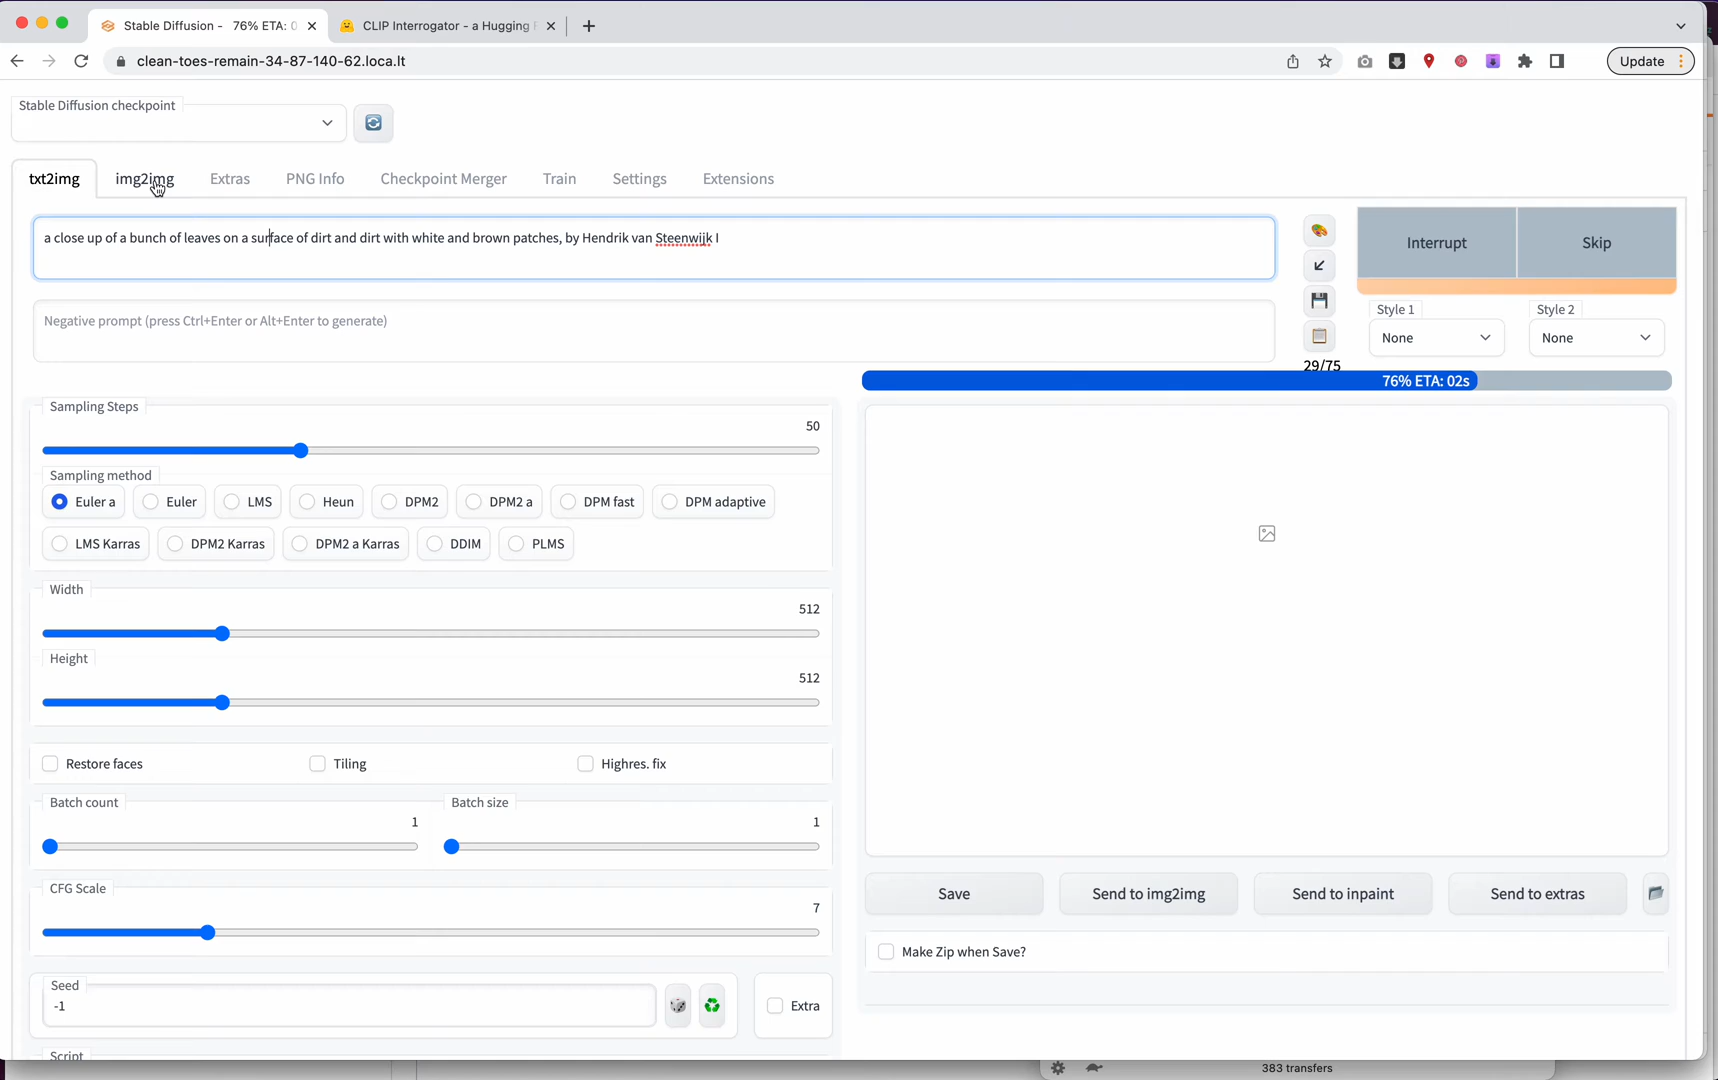 Stable Diffusion - 76% ETA: 0
CLIP Interrogator - a Hugging F
clean-toes-remain-34-87-140-62.loca.lt
Update
Stable Diffusion checkpoint
txt2img
img2img
Extras
PNG Info
Checkpoint Merger
Train
Settings
Extensions
a close up of a bunch of leaves on a surface of dirt and dirt with white and brown patches, by Hendrik van Steenwijk I
Interrupt
Skip
Negative prompt (press Ctrl+Enter or Alt+Enter to generate)
Style 1
Style 2
None
None
29/75
76% ETA: 02s
Sampling Steps
50
Sampling method
Euler a
Euler
LMS
Heun
DPM2
DPM2 a
DPM fast
DPM adaptive
LMS Karras
DPM2 Karras
DPM2 a Karras
DDIM
PLMS
Width
512
Height
512
Restore faces
Tiling
Highres. fix
Batch count
1
Batch size
1
CFG Scale
7
Save
Send to img2img
Send to inpaint
Send to extras
Make Zip when Save?
Seed
-1
Extra
Script
383 transfers